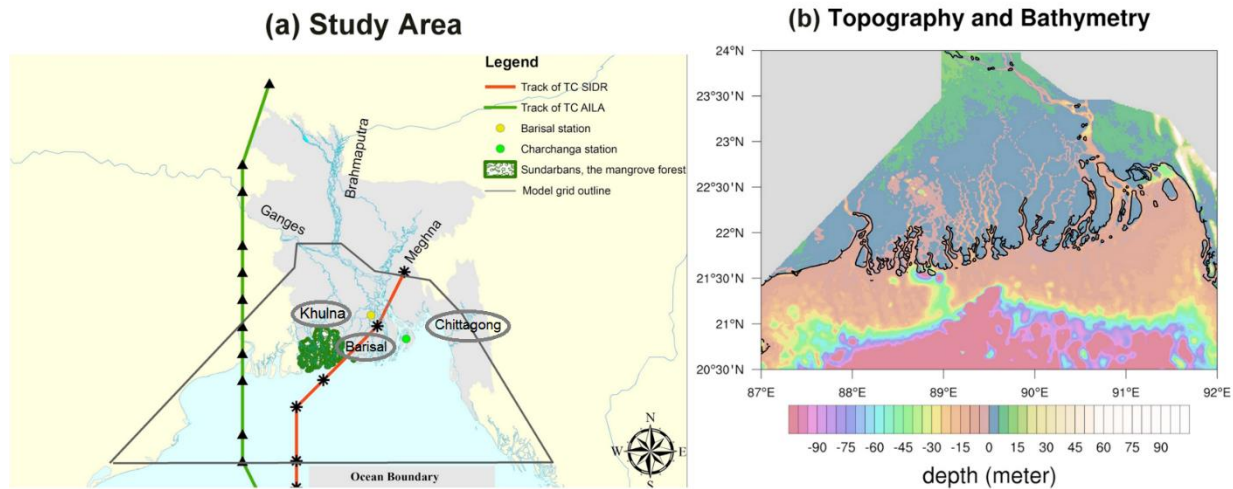 (a) Study Area
Legend
Track of TC SIDR
Track of TC AILA
Barisal station
Charchanga station
Sundarbans, the mangrove forest
Model grid outline
Brahmaputra
Ganges
Meghna
Khulna
Chittagong
Barisal
N
W E
S
Ocean Boundary
(b) Topography and Bathymetry
24°N
23°30'N
23°N
22°30'N
22°N
21°30'N
21°N
20°30'N
87°E 88°E 89°E 90°E 91°E 92°E
-90 -75 -60 -45 -30 -15 0 15 30 45 60 75 90
depth (meter)